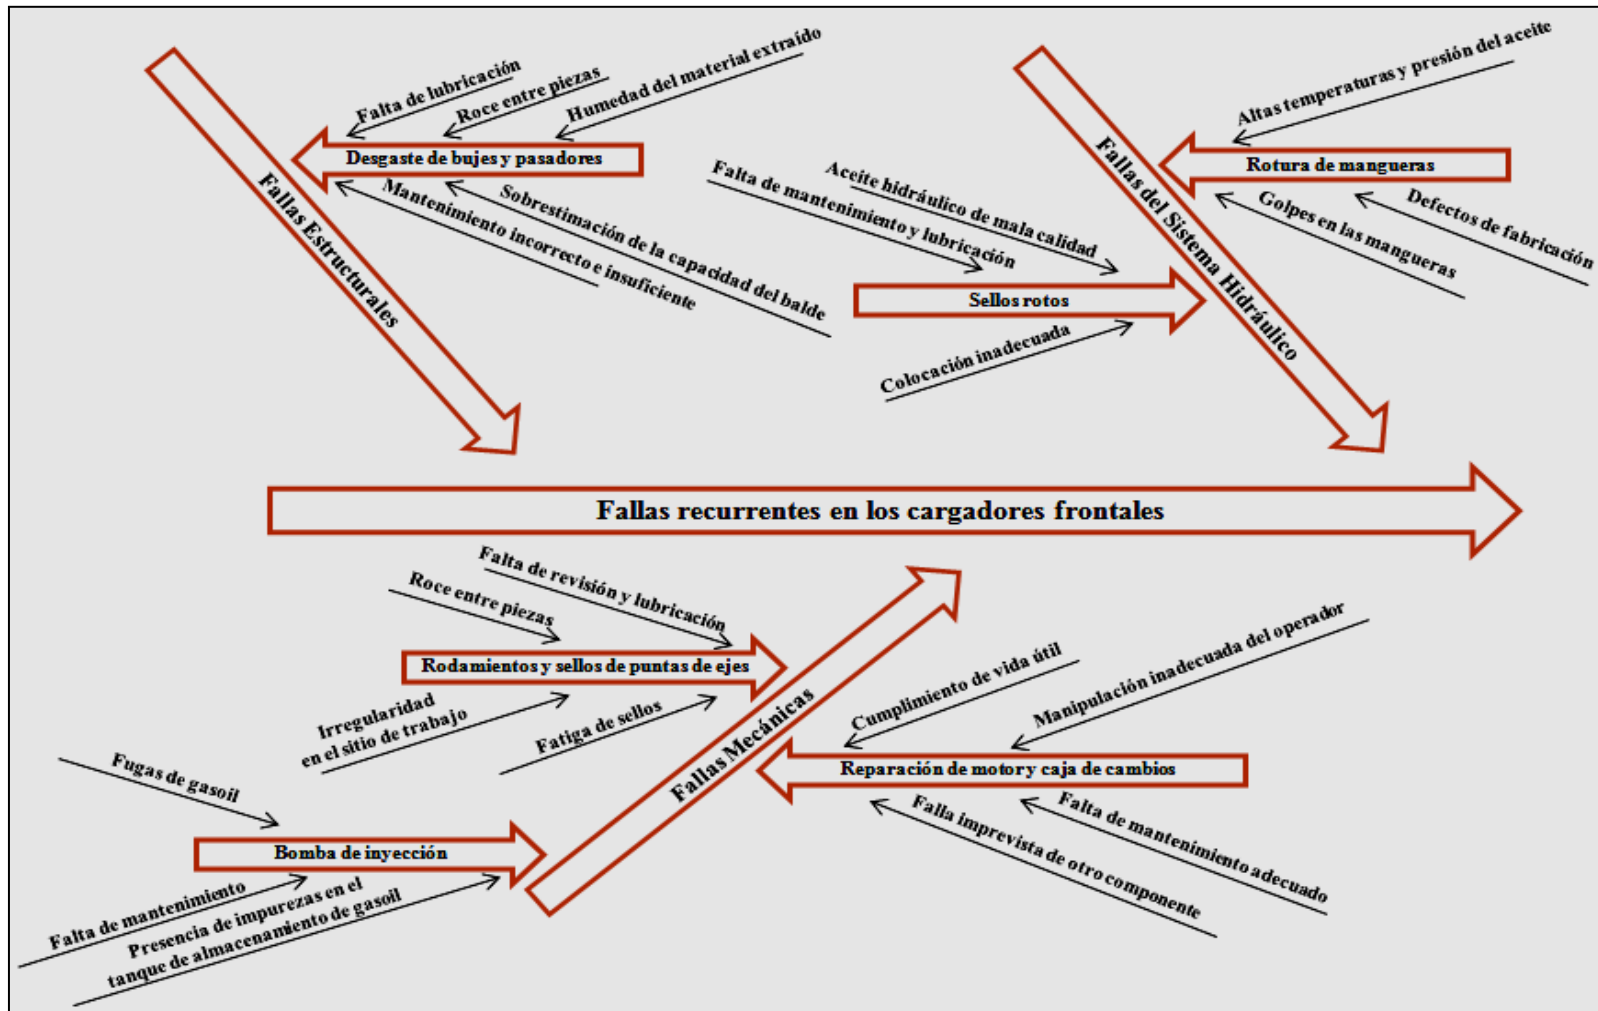 Falta de lubricación
Roce entre piezas
Humedad del material extraído
Desgaste de bujes y pasadores
Mantenimiento incorrecto e insuficiente
Sobrestimación de la capacidad del balde
Fallas Estructurales
Altas temperaturas y presión del aceite
Rotura de mangueras
Golpes en las mangueras
Defectos de fabricación
Aceite hidráulico de mala calidad
Falta de mantenimiento y lubricación
Sellos rotos
Colocación inadecuada
Fallas del Sistema Hidráulico
Fallas recurrentes en los cargadores frontales
Falta de revisión y lubricación
Roce entre piezas
Rodamientos y sellos de puntas de ejes
Irregularidad
en el sitio de trabajo
Fatiga de sellos
Fallas Mecánicas
Cumplimiento de vida útil
Manipulación inadecuada del operador
Reparación de motor y caja de cambios
Falla imprevista de otro componente
Falta de mantenimiento adecuado
Fugas de gasoil
Bomba de inyección
Falta de mantenimiento
Presencia de impurezas en el
tanque de almacenamiento de gasoil